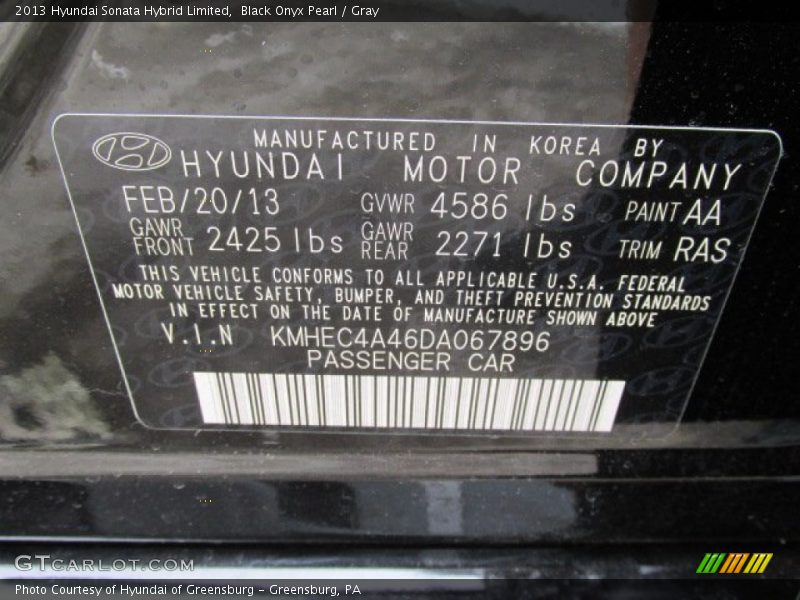 2013 Hyundai Sonata Hybrid Limited, Black Onyx Pearl / Gray
MANUFACTURED IN KOREA BY
HYUNDAI MOTOR COMPANY
FEB/20/13 GVWR 4586 lbs PAINT AA
GAWR FRONT 2425 lbs GAWR REAR 2271 lbs TRIM RAS
THIS VEHICLE CONFORMS TO ALL APPLICABLE U.S.A. FEDERAL
MOTOR VEHICLE SAFETY, BUMPER, AND THEFT PREVENTION STANDARDS
IN EFFECT ON THE DATE OF MANUFACTURE SHOWN ABOVE
V.I.N KMHEC4A46DA067896
PASSENGER CAR
GTCARLOT.COM
Photo Courtesy of Hyundai of Greensburg - Greensburg, PA